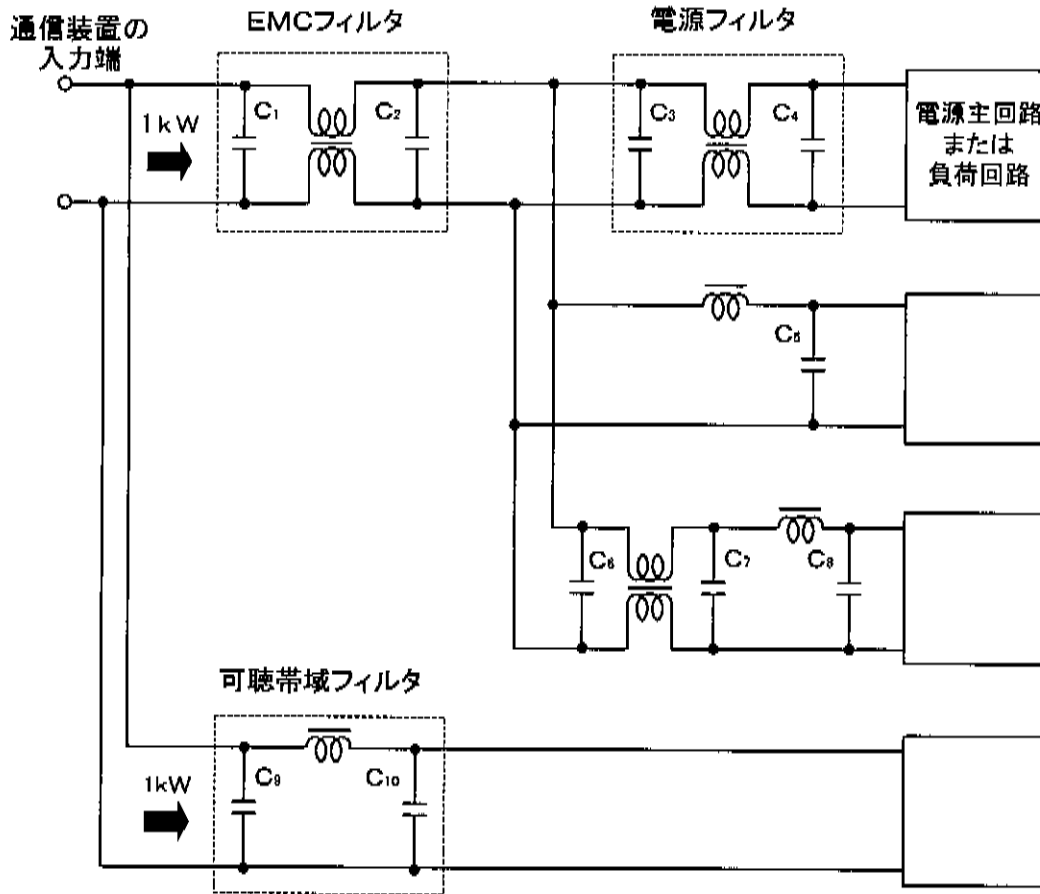 通信装置の
入力端
EMCフィルタ
電源フィルタ
1kW
C₁
C₂
C₃
C₄
電源主回路
または
負荷回路
C₅
C₆
C₇
C₈
可聴帯域フィルタ
1kW
C₉
C₁₀